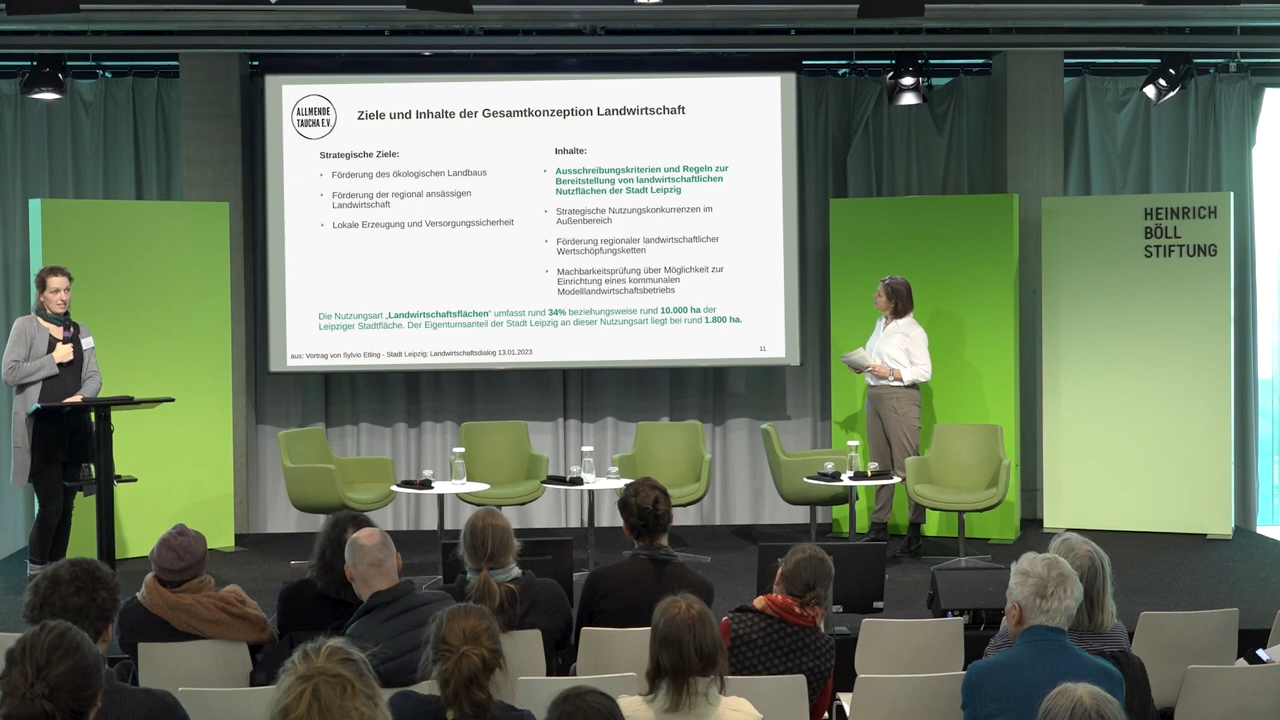 ALLMENDE
TAUCHA E.V.
Ziele und Inhalte der Gesamtkonzeption Landwirtschaft
Strategische Ziele:
‣ Förderung des ökologischen Landbaus
‣ Förderung der regional ansässigen
Landwirtschaft
‣ Lokale Erzeugung und Versorgungssicherheit
Inhalte:
‣ Ausschreibungskriterien und Regeln zur
Bereitstellung von landwirtschaftlichen
Nutzflächen der Stadt Leipzig
‣ Strategische Nutzungskonkurrenzen im
Außenbereich
‣ Förderung regionaler landwirtschaftlicher
Wertschöpfungsketten
‣ Machbarkeitsprüfung über Möglichkeit zur
Einrichtung eines kommunalen
Modelllandwirtschaftsbetriebs
Die Nutzungsart „Landwirtschaftsflächen“ umfasst rund 34% beziehungsweise rund 10.000 ha der
Leipziger Stadtfläche. Der Eigentumsanteil der Stadt Leipzig an dieser Nutzungsart liegt bei rund 1.800 ha.
aus: Vortrag von Sylvio Etling - Stadt Leipzig; Landwirtschaftsdialog 13.01.2023
11
HEINRICH
BÖLL
STIFTUNG